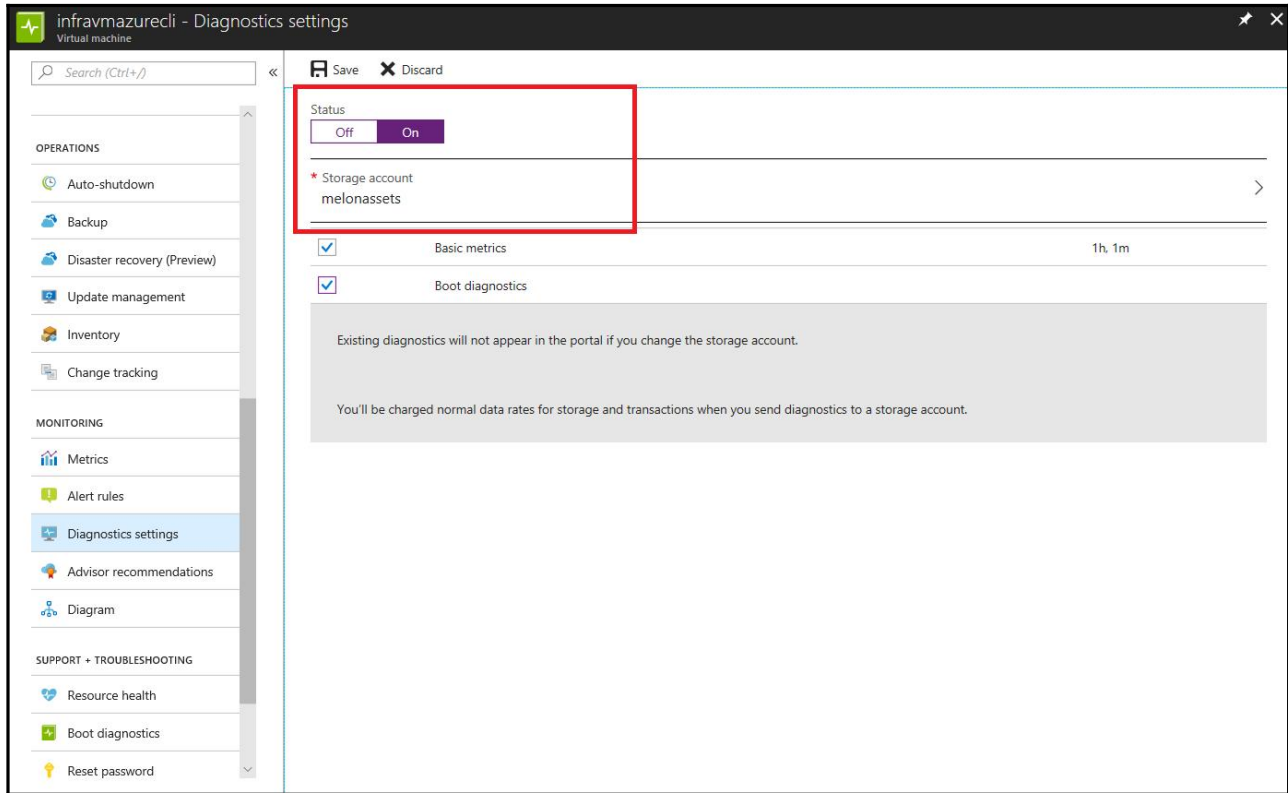 infravmazurecli - Diagnostics settings
Virtual machine
Search (Ctrl+/)
«
Save
Discard
OPERATIONS
Auto-shutdown
Backup
Disaster recovery (Preview)
Update management
Inventory
Change tracking
MONITORING
Metrics
Alert rules
Diagnostics settings
Advisor recommendations
Diagram
SUPPORT + TROUBLESHOOTING
Resource health
Boot diagnostics
Reset password
Status
Off On
* Storage account
melonassets
Basic metrics 1h, 1m
Boot diagnostics
Existing diagnostics will not appear in the portal if you change the storage account.
You'll be charged normal data rates for storage and transactions when you send diagnostics to a storage account.